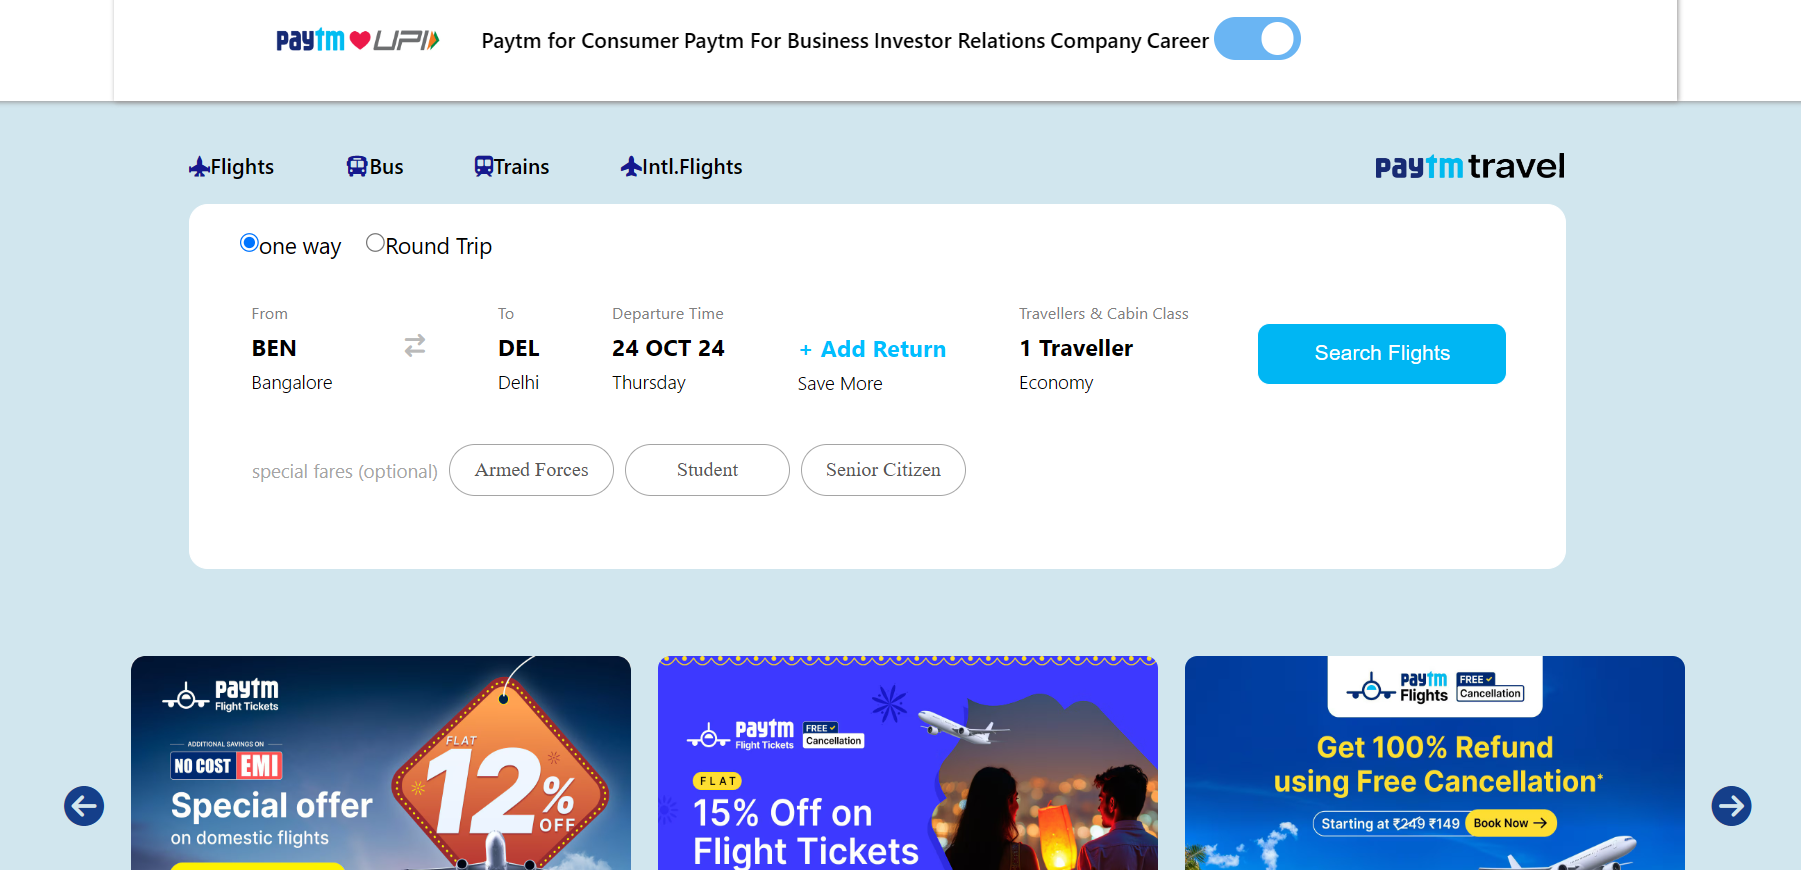 paytm UPI Paytm for Consumer Paytm For Business Investor Relations Company Career
Flights Bus Trains Intl.Flights paytm travel
one way Round Trip
From To Departure Time Travellers & Cabin Class
BEN DEL 24 OCT 24 + Add Return 1 Traveller Search Flights
Bangalore Delhi Thursday Save More Economy
special fares (optional) Armed Forces Student Senior Citizen
paytm
Flight Tickets
ADDITIONAL SAVINGS ON
NO COST EMI
Special offer
on domestic flights
FLAT
12%
OFF
paytm
Flight Tickets
FREE
Cancellation
FLAT
15% Off on
Flight Tickets
paytm
Flights
FREE
Cancellation
Get 100% Refund
using Free Cancellation*
Starting at ₹249 ₹149 Book Now